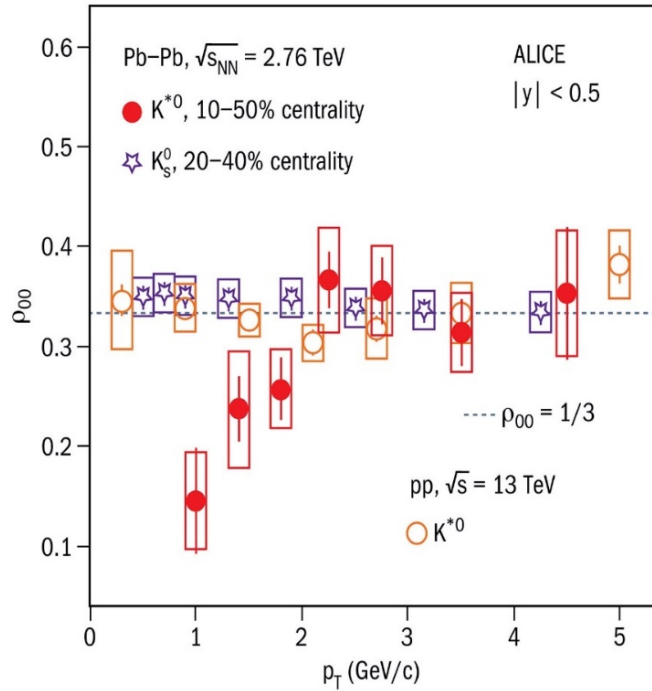 Pb–Pb, √sNN = 2.76 TeV
K*0, 10–50% centrality
K0s, 20–40% centrality
ALICE
|y| < 0.5
0.6
0.5
0.4
0.3
0.2
0.1
ρ00
ρ00 = 1/3
pp, √s = 13 TeV
K*0
0 1 2 3 4 5
pT (GeV/c)